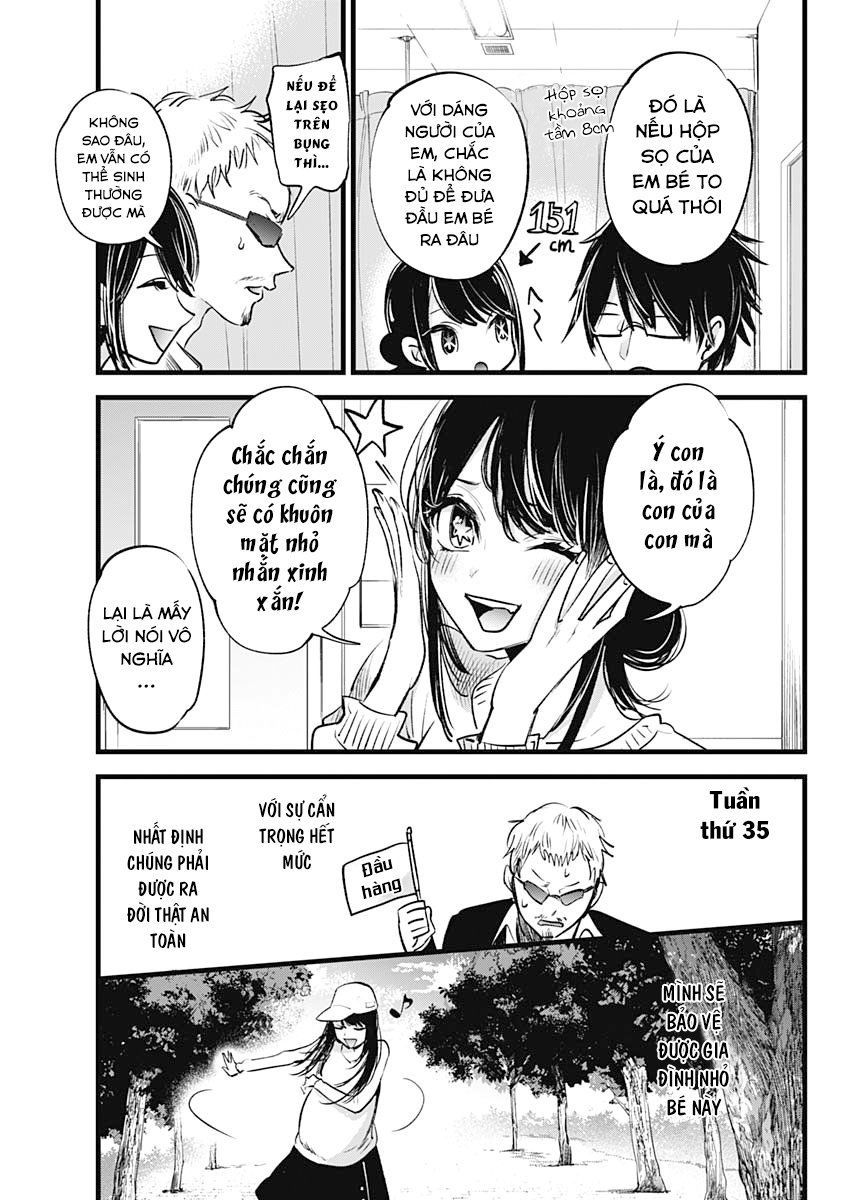 ĐÓ LÀ
NẾU HỘP
SỌ CỦA
EM BÉ TO
QUÁ THÔI
Hộp sọ
khoảng
tầm 8cm
VỚI DÁNG
NGƯỜI CỦA
EM, CHẮC
LÀ KHÔNG
ĐỦ ĐỂ ĐƯA
ĐẦU EM BÉ
RA ĐÂU
151
cm
NẾU ĐỂ
LẠI SẸO
TRÊN
BỤNG
THÌ...
KHÔNG
SAO ĐÂU,
EM VẪN CÓ
THỂ SINH
THƯỜNG
ĐƯỢC MÀ
Ý con
là, đó là
con của
con mà
Chắc chắn
chúng cũng
sẽ có khuôn
mặt nhỏ
nhắn xinh
xắn!
LẠI LÀ MẤY
LỜI NÓI VÔ
NGHĨA
...
Tuần
thứ 35
Đầu
hàng
VỚI SỰ CẨN
TRỌNG HẾT
MỨC
NHẤT ĐỊNH
CHÚNG PHẢI
ĐƯỢC RA
ĐỜI THẬT AN
TOÀN
MÌNH SẼ
BẢO VỆ
ĐƯỢC GIA
ĐÌNH NHỎ
BÉ NÀY